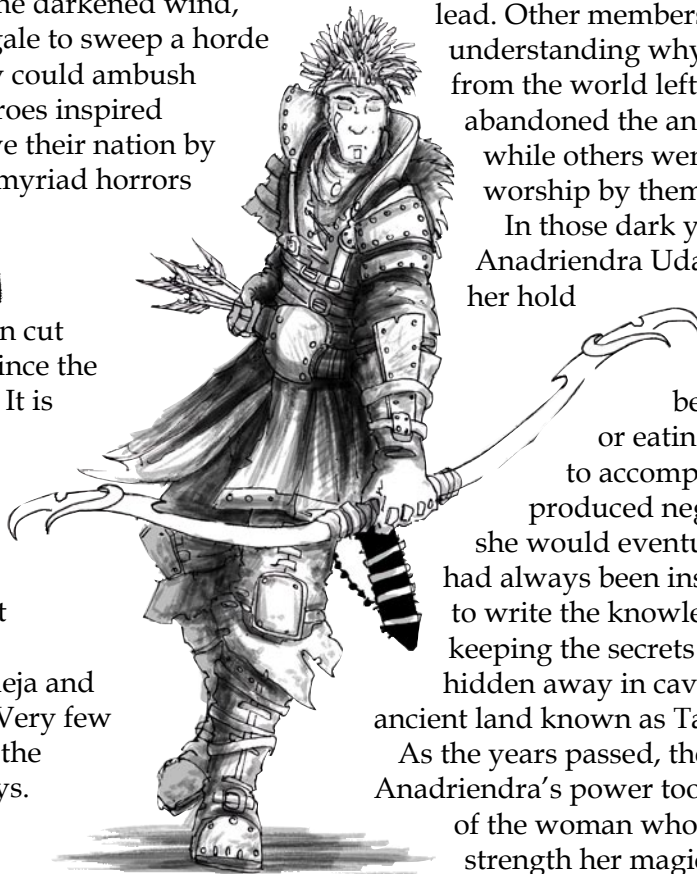 he darkened wind,
gale to sweep a horde
y could ambush
roes inspired
ve their nation by
myriad horrors
n cut
ince the
It is
t
eja and
Very few
the
ys.
lead. Other members
understanding why
from the world left
abandoned the an
while others wer
worship by them
In those dark y
Anadriendra Uda
her hold
be
or eatin
to accomp
produced neg
she would eventu
had always been ins
to write the knowle
keeping the secrets
hidden away in cav
ancient land known as Ta
As the years passed, the
Anadriendra’s power too
of the woman who
strength her magic